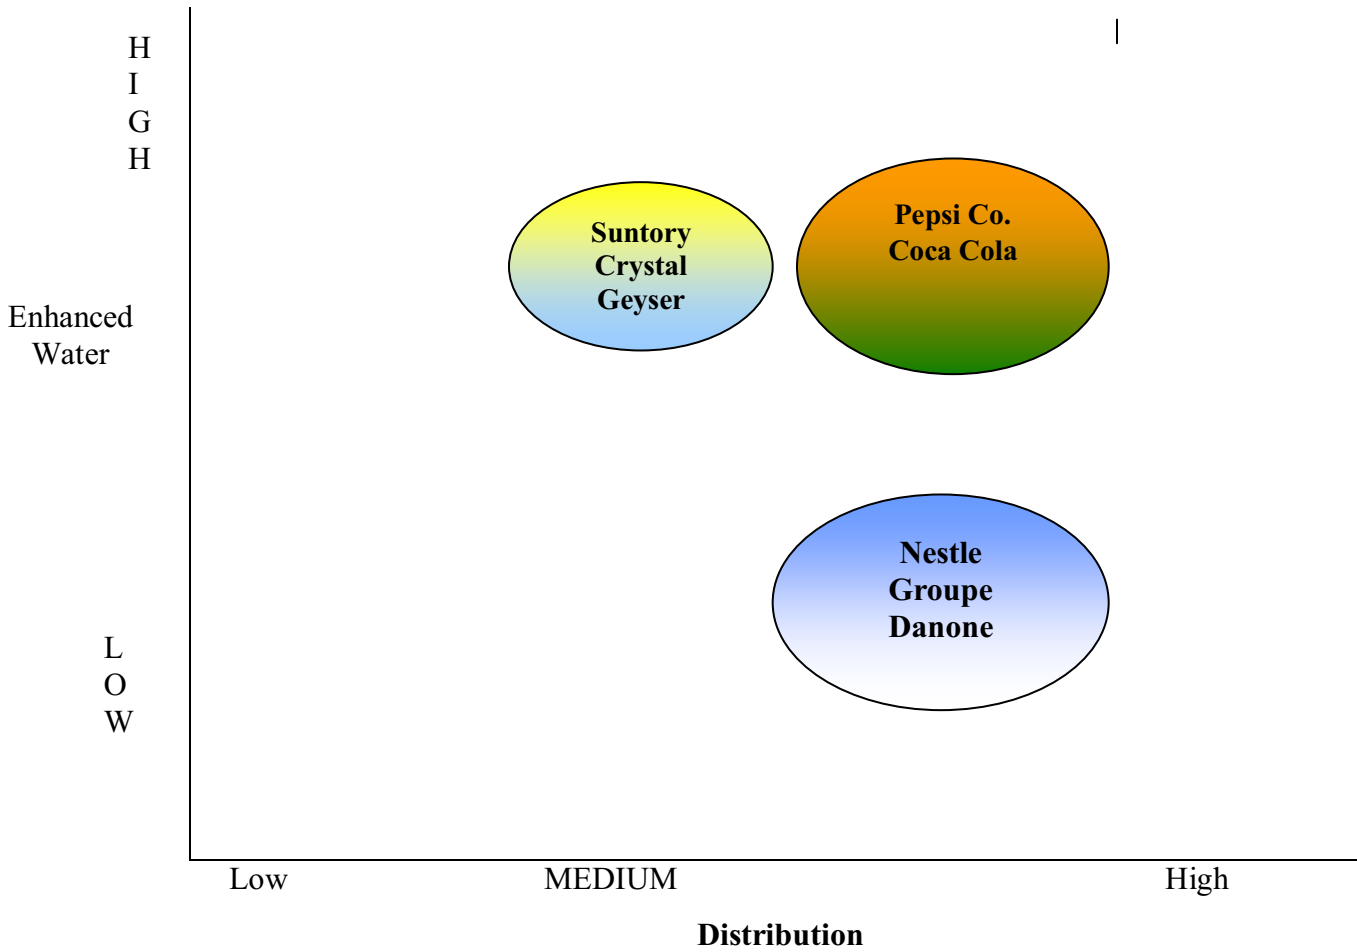 H
I
G
H
Suntory
Crystal
Geyser
Pepsi Co.
Coca Cola
Enhanced
Water
Nestle
Groupe
Danone
L
O
W
Low MEDIUM High
Distribution